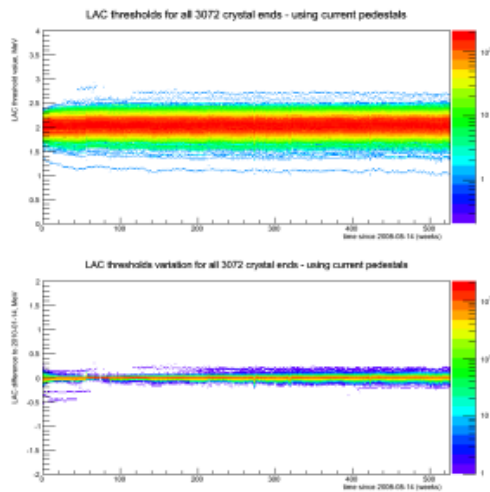 LAC thresholds for all 3072 crystal ends - using current pedestals
LAC threshold value, MeV
4
3.5
3
2.5
2
1.5
1
0.5
0
0 100 200 300 400 500
time since 2008-08-14 (weeks)
10
1
LAC thresholds variation for all 3072 crystal ends - using current pedestals
LAC difference to 2010-01-14, MeV
2
1.5
1
0.5
0
-0.5
-1
-1.5
-2
0 100 200 300 400 500
time since 2008-08-14 (weeks)
10
1